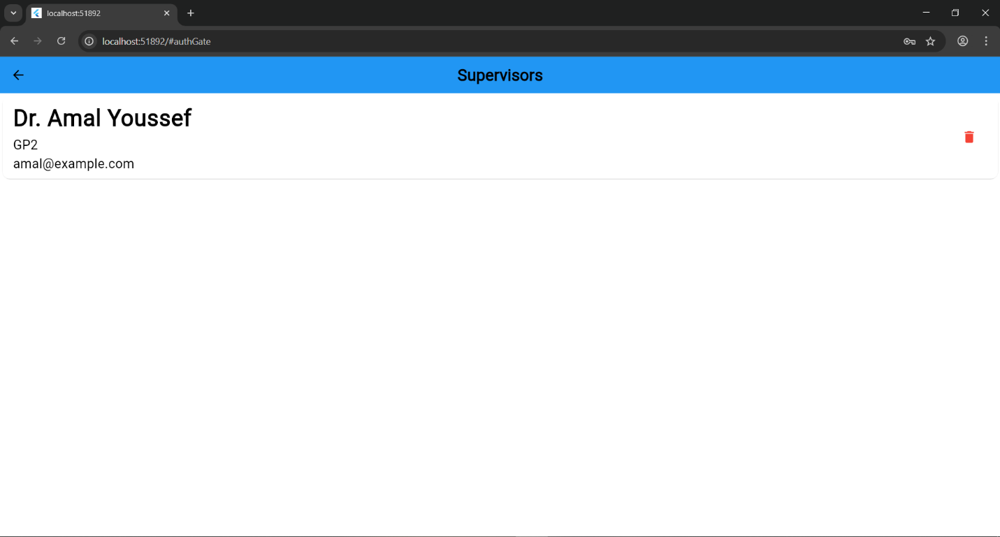 localhost:51892
localhost:51892/#authGate
Supervisors
Dr. Amal Youssef
GP2
amal@example.com